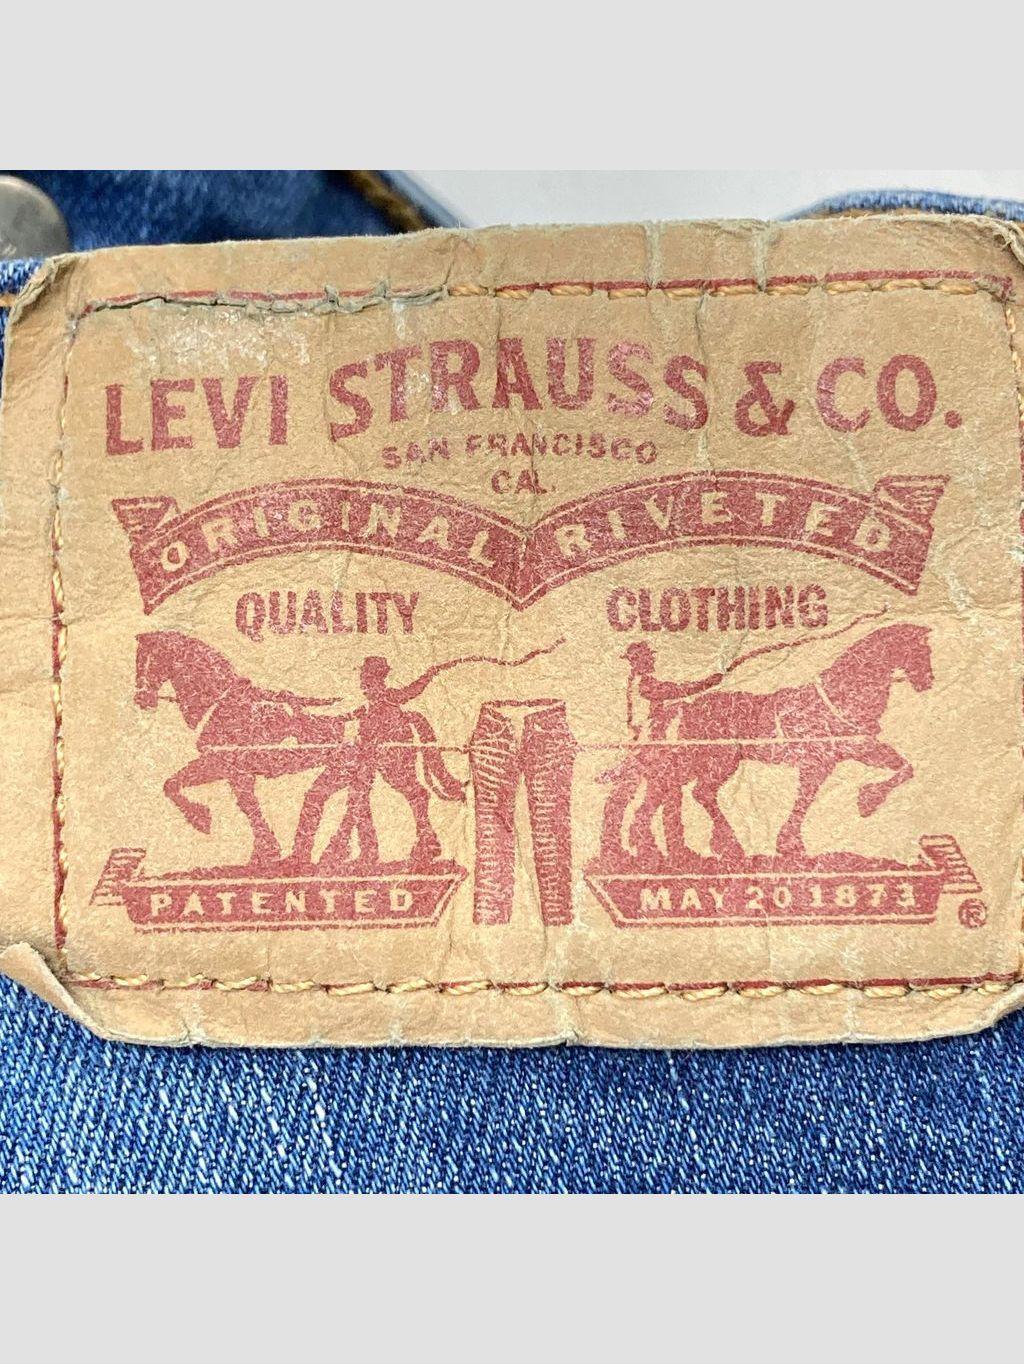 LEVI STRAUSS & CO.
SAN FRANCISCO
CAL.
ORIGINAL RIVETED
QUALITY CLOTHING
PATENTED MAY 20 1873 ®